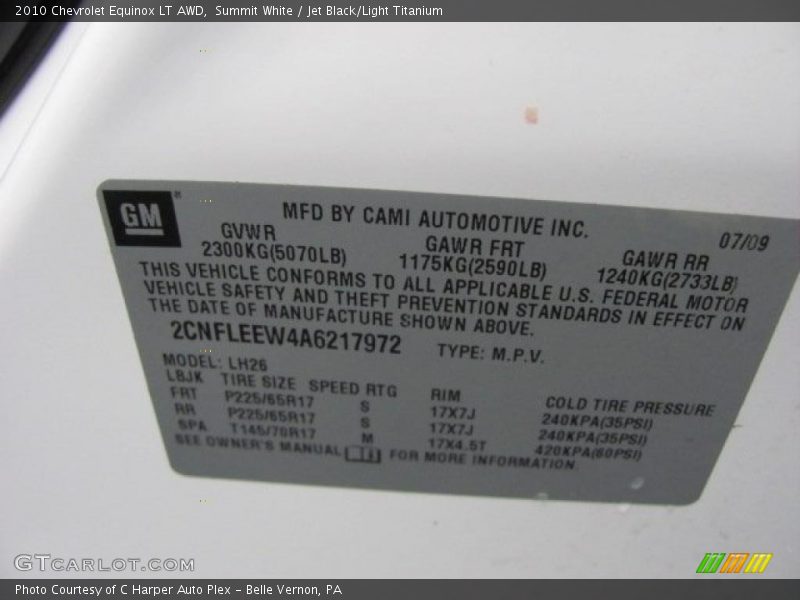 2010 Chevrolet Equinox LT AWD, Summit White / Jet Black/Light Titanium
GM®
MFD BY CAMI AUTOMOTIVE INC.
07/09
GVWR GAWR FRT GAWR RR
2300KG(5070LB) 1175KG(2590LB) 1240KG(2733LB)
THIS VEHICLE CONFORMS TO ALL APPLICABLE U.S. FEDERAL MOTOR
VEHICLE SAFETY AND THEFT PREVENTION STANDARDS IN EFFECT ON
THE DATE OF MANUFACTURE SHOWN ABOVE.
2CNFLEEW4A6217972 TYPE: M.P.V.
MODEL: LH26
LBJK TIRE SIZE SPEED RTG RIM COLD TIRE PRESSURE
FRT P225/65R17 S 17X7J 240KPA(35PSI)
RR P225/65R17 S 17X7J 240KPA(35PSI)
SPA T145/70R17 M 17X4.5T 420KPA(60PSI)
SEE OWNER'S MANUAL FOR MORE INFORMATION.
GTCARLOT.COM
Photo Courtesy of C Harper Auto Plex - Belle Vernon, PA